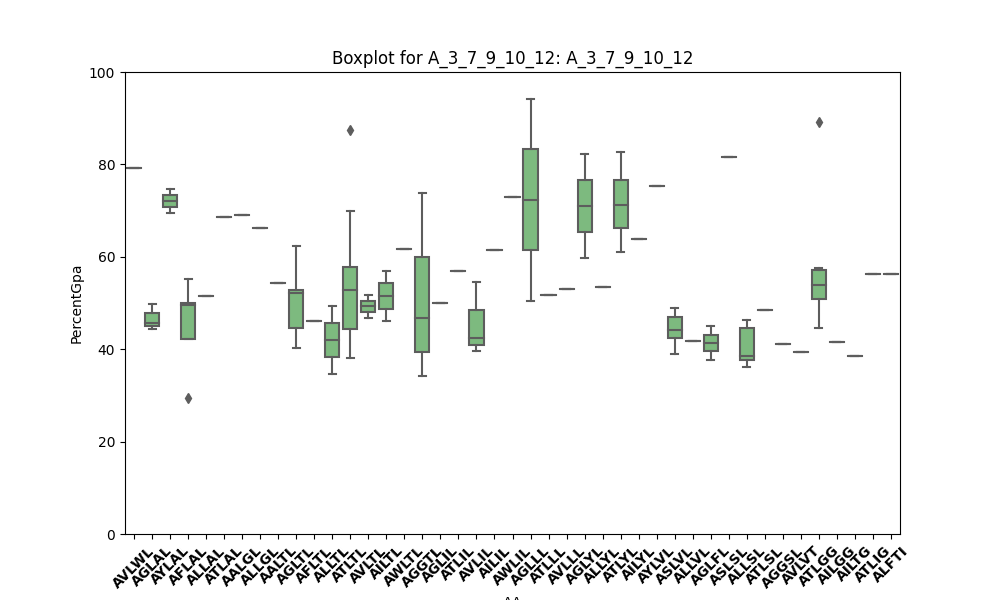 Boxplot for A_3_7_9_10_12: A_3_7_9_10_12
PercentGpa
100
80
60
40
20
0
AVLWL AGLAL AYLAL AFLAL ALLAL ATLAL AALGL ALLGL AALTL AGLTL AFLTL ALLTL ATLTL AVLTL AILTL AWLTL AGGTL AGLIL ATLIL AVLIL AILIL AWLIL AGLLL ATLLL AVLLL AGLYL ALLYL ATLYL AILYL AYLVL ASLVL ALLVL AGLFL ASLSL ALLSL ATLSL AGGSL AVLVT ATLGG AILGG AILTG ATLIG ALFTI